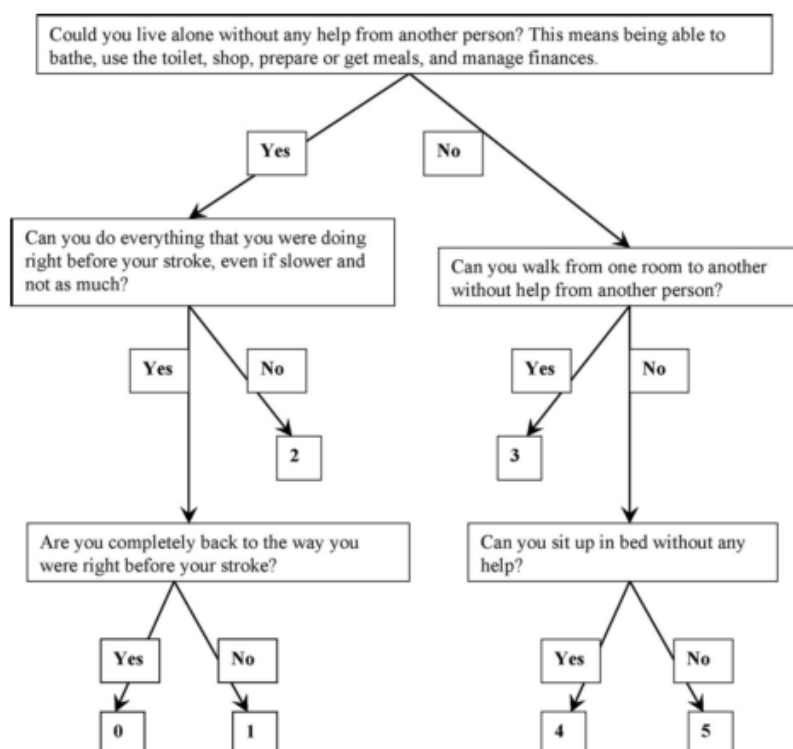 Could you live alone without any help from another person? This means being able to
bathe, use the toilet, shop, prepare or get meals, and manage finances.
Yes
No
Can you do everything that you were doing
right before your stroke, even if slower and
not as much?
Can you walk from one room to another
without help from another person?
Yes
No
Yes
No
2
3
Are you completely back to the way you
were right before your stroke?
Can you sit up in bed without any
help?
Yes
No
Yes
No
0
1
4
5